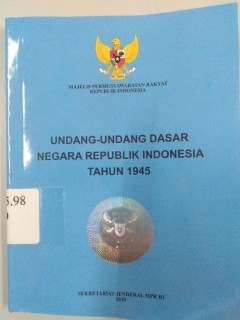 MAJELIS PERMUSYAWARATAN RAKYAT
REPUBLIK INDONESIA
UNDANG-UNDANG DASAR
NEGARA REPUBLIK INDONESIA
TAHUN 1945
5.98
SEKRETARIAT JENDERAL MPR RI